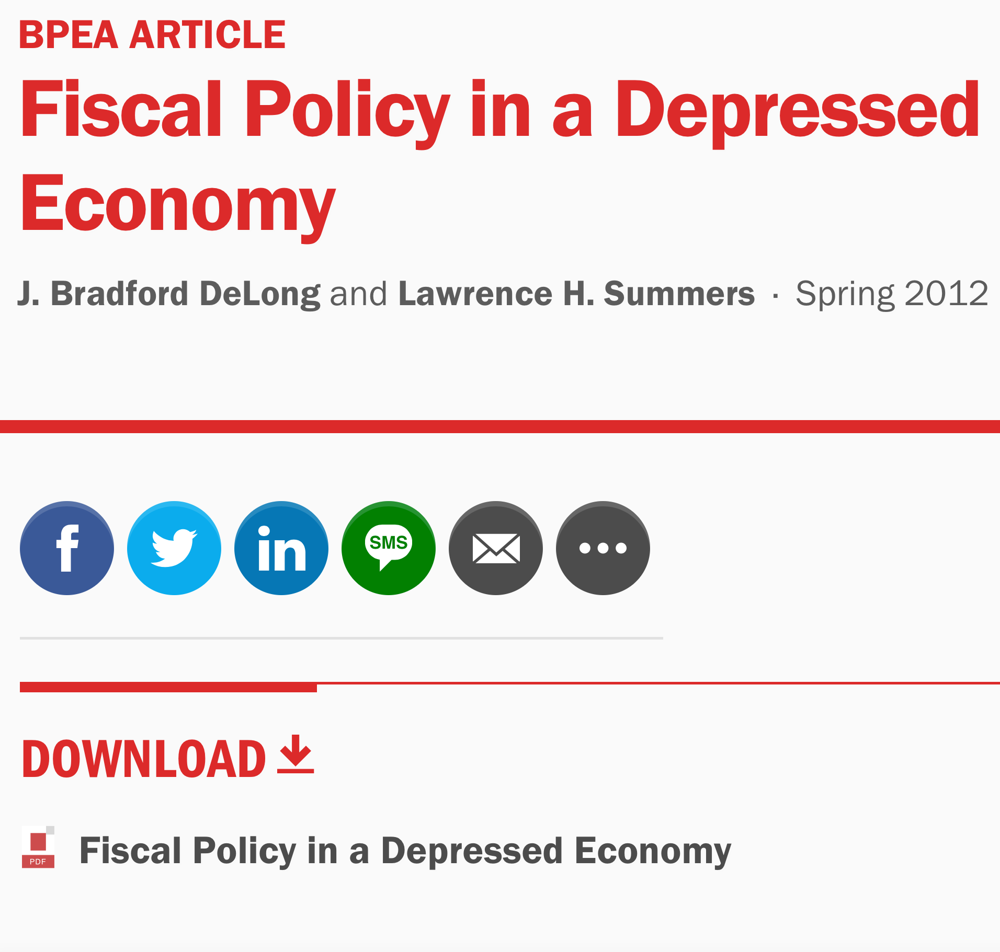 BPEA ARTICLE
Fiscal Policy in a Depressed
Economy
J. Bradford DeLong and Lawrence H. Summers · Spring 2012
f in SMS
DOWNLOAD
PDF Fiscal Policy in a Depressed Economy